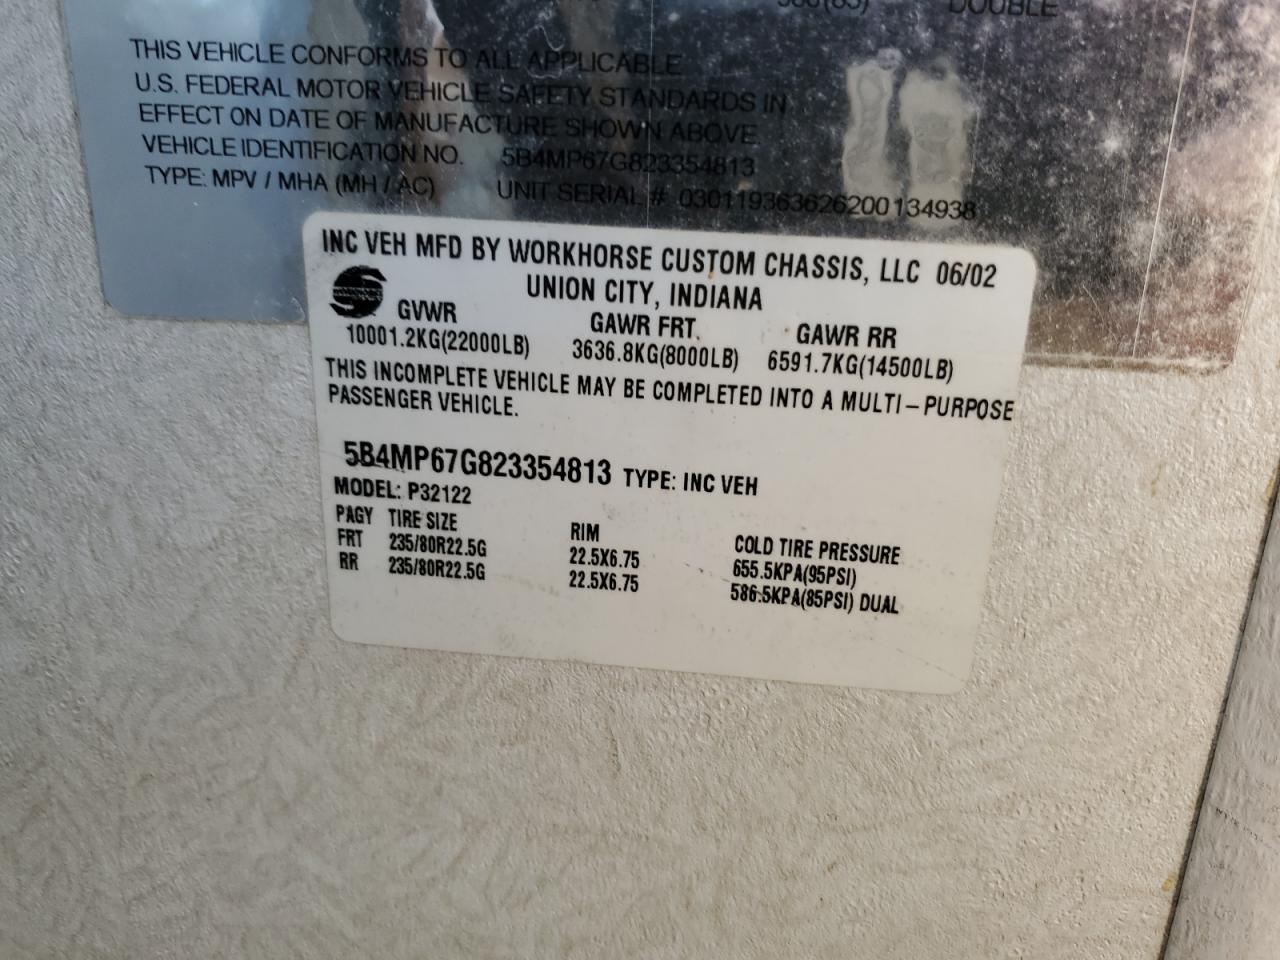 DOUBLE
THIS VEHICLE CONFORMS TO ALL APPLICABLE
U.S. FEDERAL MOTOR VEHICLE SAFETY STANDARDS IN
EFFECT ON DATE OF MANUFACTURE SHOWN ABOVE.
VEHICLE IDENTIFICATION NO. 5B4MP67G823354813
TYPE: MPV / MHA (MH / AC) UNIT SERIAL # 030119363626200134938
INC VEH MFD BY WORKHORSE CUSTOM CHASSIS, LLC 06/02
UNION CITY, INDIANA
GVWR GAWR FRT. GAWR RR
10001.2KG(22000LB) 3636.8KG(8000LB) 6591.7KG(14500LB)
THIS INCOMPLETE VEHICLE MAY BE COMPLETED INTO A MULTI-PURPOSE
PASSENGER VEHICLE.
5B4MP67G823354813 TYPE: INC VEH
MODEL: P32122
PAGY TIRE SIZE RIM COLD TIRE PRESSURE
FRT 235/80R22.5G 22.5X6.75 655.5KPA(95PSI)
RR 235/80R22.5G 22.5X6.75 586.5KPA(85PSI) DUAL